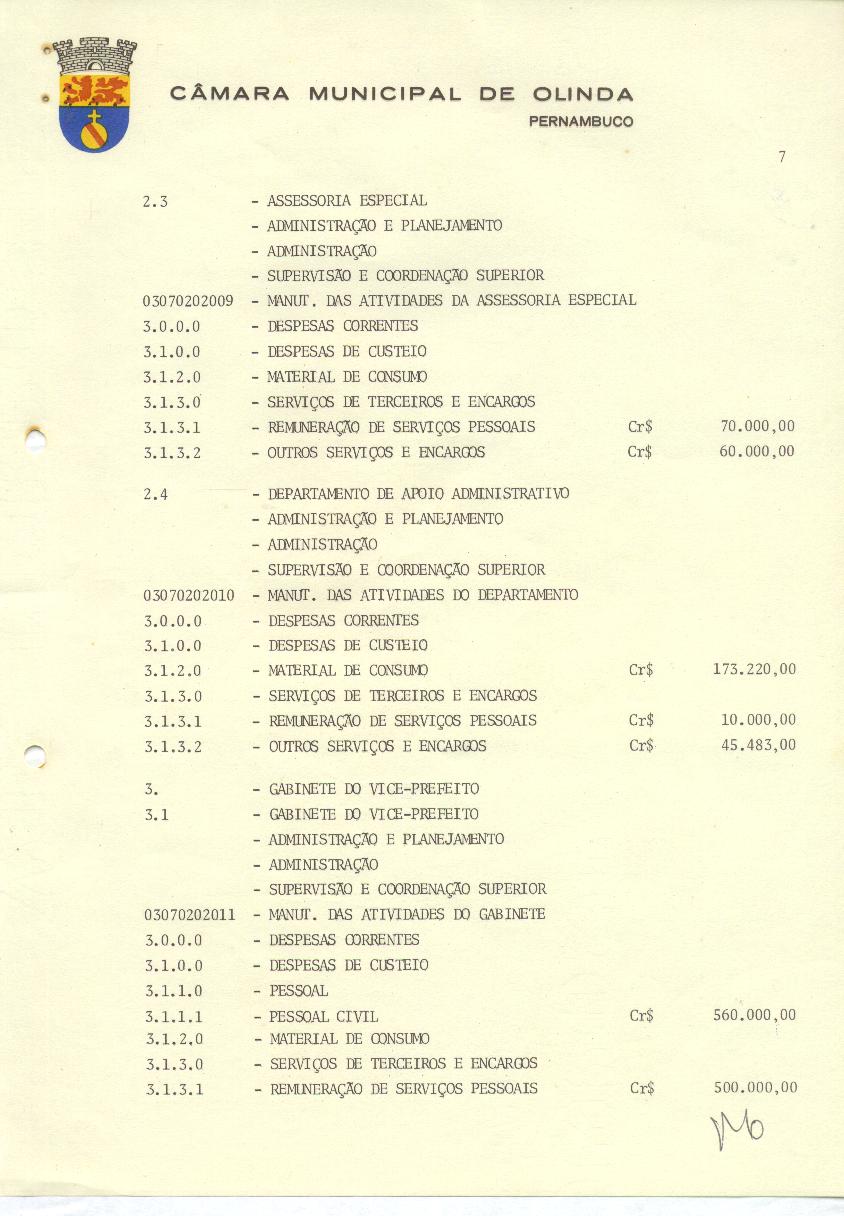 CÂMARA MUNICIPAL DE OLINDA
PERNAMBUCO
7
2.3 - ASSESSORIA ESPECIAL
- ADMINISTRAÇÃO E PLANEJAMENTO
- ADMINISTRAÇÃO
- SUPERVISÃO E COORDENAÇÃO SUPERIOR
03070202009 - MANUT. DAS ATIVIDADES DA ASSESSORIA ESPECIAL
3.0.0.0 - DESPESAS CORRENTES
3.1.0.0 - DESPESAS DE CUSTEIO
3.1.2.0 - MATERIAL DE CONSUMO
3.1.3.0 - SERVIÇOS DE TERCEIROS E ENCARGOS
3.1.3.1 - REMUNERAÇÃO DE SERVIÇOS PESSOAIS Cr$ 70.000,00
3.1.3.2 - OUTROS SERVIÇOS E ENCARGOS Cr$ 60.000,00
2.4 - DEPARTAMENTO DE APOIO ADMINISTRATIVO
- ADMINISTRAÇÃO E PLANEJAMENTO
- ADMINISTRAÇÃO
- SUPERVISÃO E COORDENAÇÃO SUPERIOR
03070202010 - MANUT. DAS ATIVIDADES DO DEPARTAMENTO
3.0.0.0 - DESPESAS CORRENTES
3.1.0.0 - DESPESAS DE CUSTEIO
3.1.2.0 - MATERIAL DE CONSUMO Cr$ 173.220,00
3.1.3.0 - SERVIÇOS DE TERCEIROS E ENCARGOS
3.1.3.1 - REMUNERAÇÃO DE SERVIÇOS PESSOAIS Cr$ 10.000,00
3.1.3.2 - OUTROS SERVIÇOS E ENCARGOS Cr$ 45.483,00
3. - GABINETE DO VICE-PREFEITO
3.1 - GABINETE DO VICE-PREFEITO
- ADMINISTRAÇÃO E PLANEJAMENTO
- ADMINISTRAÇÃO
- SUPERVISÃO E COORDENAÇÃO SUPERIOR
03070202011 - MANUT. DAS ATIVIDADES DO GABINETE
3.0.0.0 - DESPESAS CORRENTES
3.1.0.0 - DESPESAS DE CUSTEIO
3.1.1.0 - PESSOAL
3.1.1.1 - PESSOAL CIVIL Cr$ 560.000,00
3.1.2.0 - MATERIAL DE CONSUMO
3.1.3.0 - SERVIÇOS DE TERCEIROS E ENCARGOS
3.1.3.1 - REMUNERAÇÃO DE SERVIÇOS PESSOAIS Cr$ 500.000,00